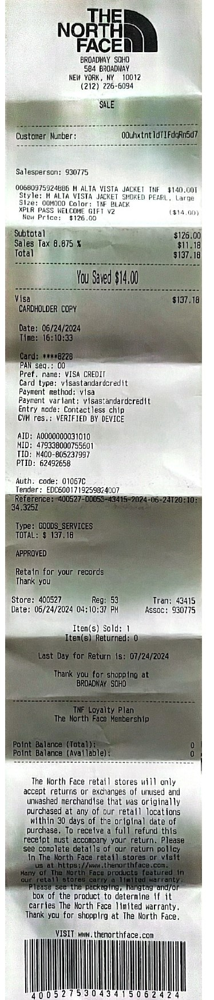 THE
NORTH
FACE
BROADWAY SOHO
584 BROADWAY
NEW YORK, NY 10012
(212) 226-6094
SALE
Customer Number: 00uhxtnt1dTIFdqRn5d7
Salesperson: 930775
00680975924886 M ALTA VISTA JACKET TNF $140.00T
Style: M ALTA VISTA JACKET SMOKED PEARL, Large
Size: 00M000 Color: TNF BLACK
XPLR PASS WELCOME GIFT V2 ($14.00)
New Price: $126.00
Subtotal $126.00
Sales Tax 8.875 % $11.18
Total $137.18
You Saved $14.00
Visa $137.18
CARDHOLDER COPY
Date: 06/24/2024
Time: 16:10:33
Card: ****8228
PAN seq.: 00
Pref. name: VISA CREDIT
Card type: visastandardcredit
Payment method: visa
Payment variant: visastandardcredit
Entry mode: Contactless chip
CVM res.: VERIFIED BY DEVICE
AID: A0000000031010
MID: 479338000755601
TID: M400-805237997
PTID: 62492658
Auth. code: 01067C
Tender: EDC6001719259824007
Reference: 400527-00053-43415-2024-06-24T20:10:
34.325Z
Type: GOODS_SERVICES
TOTAL: $ 137.18
APPROVED
Retain for your records
Thank you
Store: 400527 Reg: 53 Tran: 43415
Date: 06/24/2024 04:10:37 PM Assoc: 930775
Item(s) Sold: 1
Item(s) Returned: 0
Last Day for Return is: 07/24/2024
Thank you for shopping at
BROADWAY SOHO
TNF Loyalty Plan
The North Face Membership
Point Balance (Total): 0
Point Balance (Available): 0
The North Face retail stores will only
accept returns or exchanges of unused and
unwashed merchandise that was originally
purchased at any of our retail locations
within 30 days of the original date of
purchase. To receive a full refund this
receipt must accompany your return. Please
see complete details of our return policy
in The North Face retail stores or visit
us at https://www.thenorthface.com.
Many of The North Face products featured in
our retail stores carry a limited warranty.
Please see the packaging, hangtag and/or
box of the product to determine if it
carries The North Face limited warranty.
Thank you for shopping at The North Face.
VISIT www.thenorthface.com
40052753043415062424